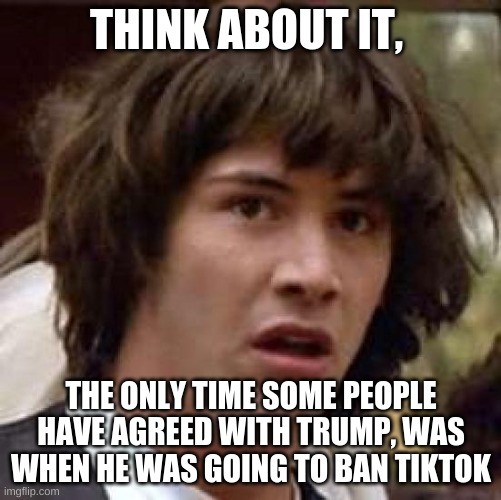 THINK ABOUT IT,
THE ONLY TIME SOME PEOPLE
HAVE AGREED WITH TRUMP, WAS
WHEN HE WAS GOING TO BAN TIKTOK
imgflip.com